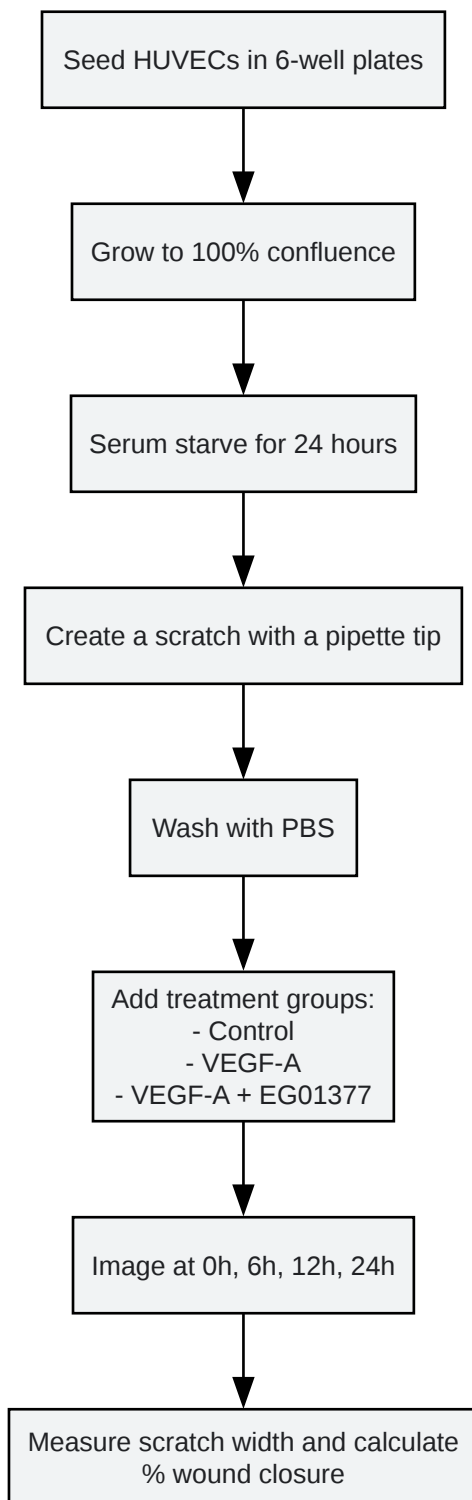 Seed HUVECs in 6-well plates
Grow to 100% confluence
Serum starve for 24 hours
Create a scratch with a pipette tip
Wash with PBS
Add treatment groups:
- Control
- VEGF-A
- VEGF-A + EG01377
Image at 0h, 6h, 12h, 24h
Measure scratch width and calculate
% wound closure